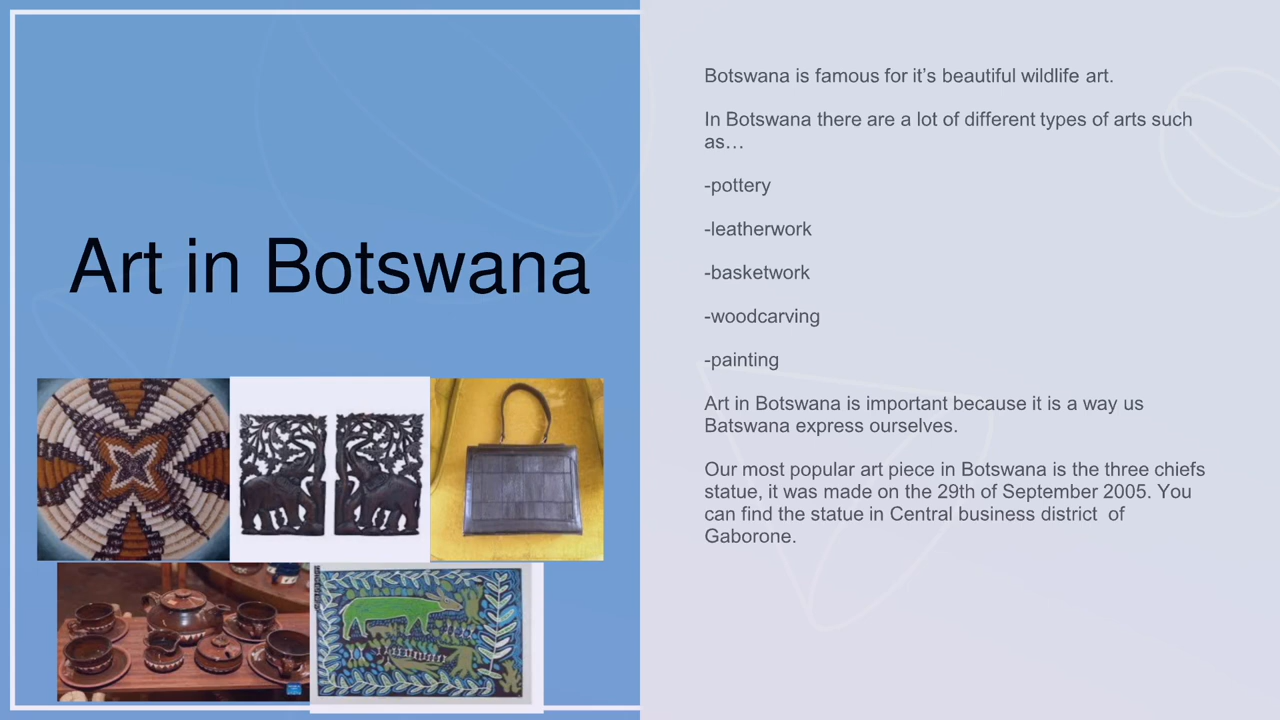 Art in Botswana
Botswana is famous for it’s beautiful wildlife art.
In Botswana there are a lot of different types of arts such
as…
-pottery
-leatherwork
-basketwork
-woodcarving
-painting
Art in Botswana is important because it is a way us
Batswana express ourselves.
Our most popular art piece in Botswana is the three chiefs
statue, it was made on the 29th of September 2005. You
can find the statue in Central business district  of
Gaborone.